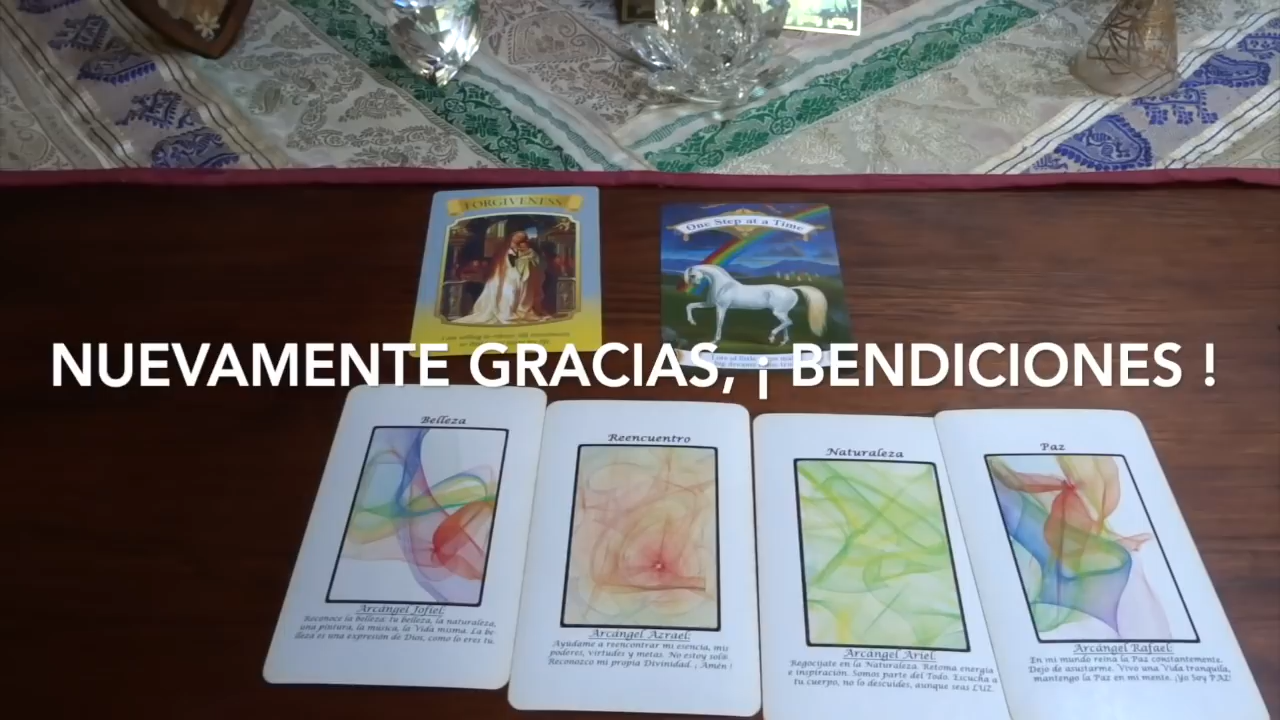 FORGIVENESS
One Step at a Time
I am willing to release
NUEVAMENTE GRACIAS, ¡ BENDICIONES !
Belleza
Arcángel Jofiel:
Reconoce la belleza: tu belleza, la naturaleza,
una pintura, la música, la Vida misma. La be-
lleza es una expresión de Dios, como lo eres tú.
Reencuentro
Arcángel Azrael:
Ayúdame a reencontrar mi esencia, mis
poderes, virtudes y metas. No estoy solo.
Reconozco mi propia Divinidad. ¡ Amén !
Naturaleza
Arcángel Ariel:
Regocíjate en la Naturaleza. Retoma energía
e inspiración. Somos parte del Todo. Escucha a
tu cuerpo, no lo descuides, aunque seas LUZ.
Paz
Arcángel Rafael:
En mi mundo reina la Paz constantemente.
Dejo de asustarme. Vivo una Vida tranquila,
mantengo la Paz en mi mente. ¡Yo Soy PAZ!